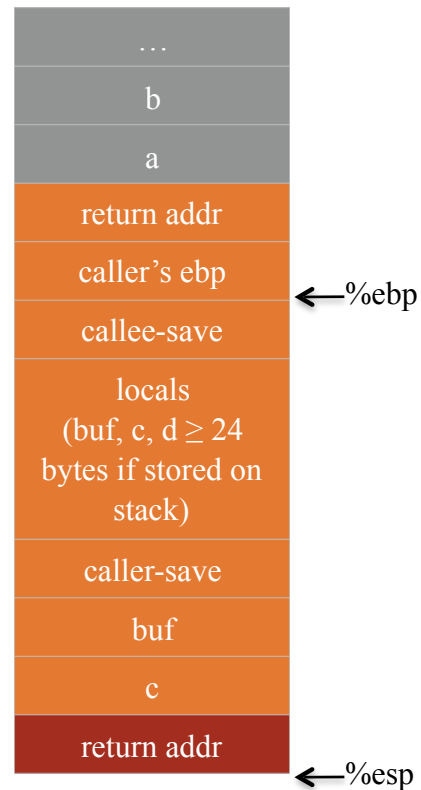 …
b
a
return addr
caller’s ebp
%ebp
callee-save
locals
(buf, c, d ≥ 24
bytes if stored on
stack)
caller-save
buf
c
return addr
%esp